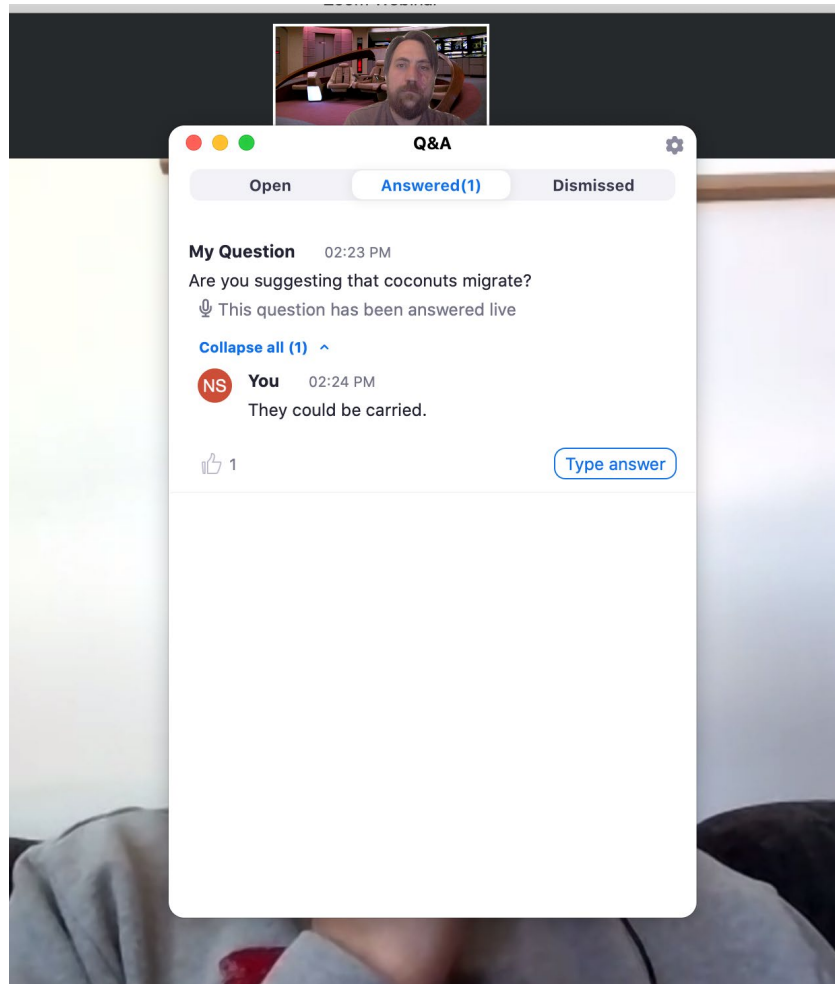 Q&A
Open Answered(1) Dismissed
My Question 02:23 PM
Are you suggesting that coconuts migrate?
This question has been answered live
Collapse all (1)
NS You 02:24 PM
They could be carried.
1 Type answer